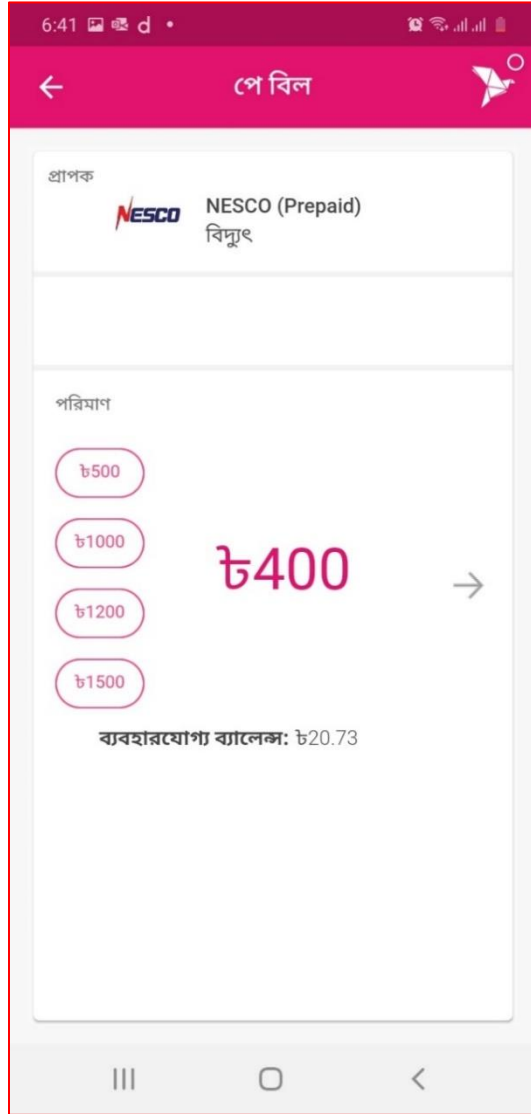 6:41
পে বিল
প্রাপক
NESCO
NESCO (Prepaid)
বিদ্যুৎ
পরিমাণ
৳500
৳1000
৳400
৳1200
৳1500
ব্যবহারযোগ্য ব্যালেন্স: ৳20.73